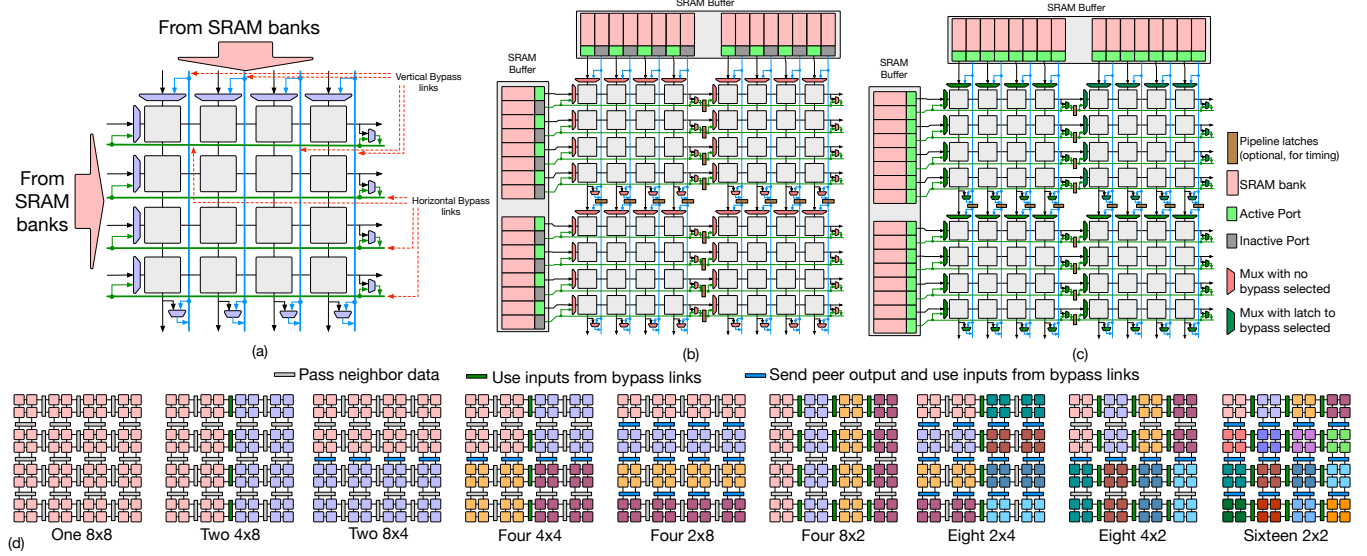 From SRAM banks
Vertical Bypass
links
From
SRAM
banks
Horizontal Bypass
links
(a)
SRAM Buffer
SRAM
Buffer
(b)
SRAM Buffer
SRAM
Buffer
(c)
Pipeline latches
(optional, for timing)
SRAM bank
Active Port
Inactive Port
Mux with no
bypass selected
Mux with latch to
bypass selected
Pass neighbor data
Use inputs from bypass links
Send peer output and use inputs from bypass links
(d)
One 8x8
Two 4x8
Two 8x4
Four 4x4
Four 2x8
Four 8x2
Eight 2x4
Eight 4x2
Sixteen 2x2